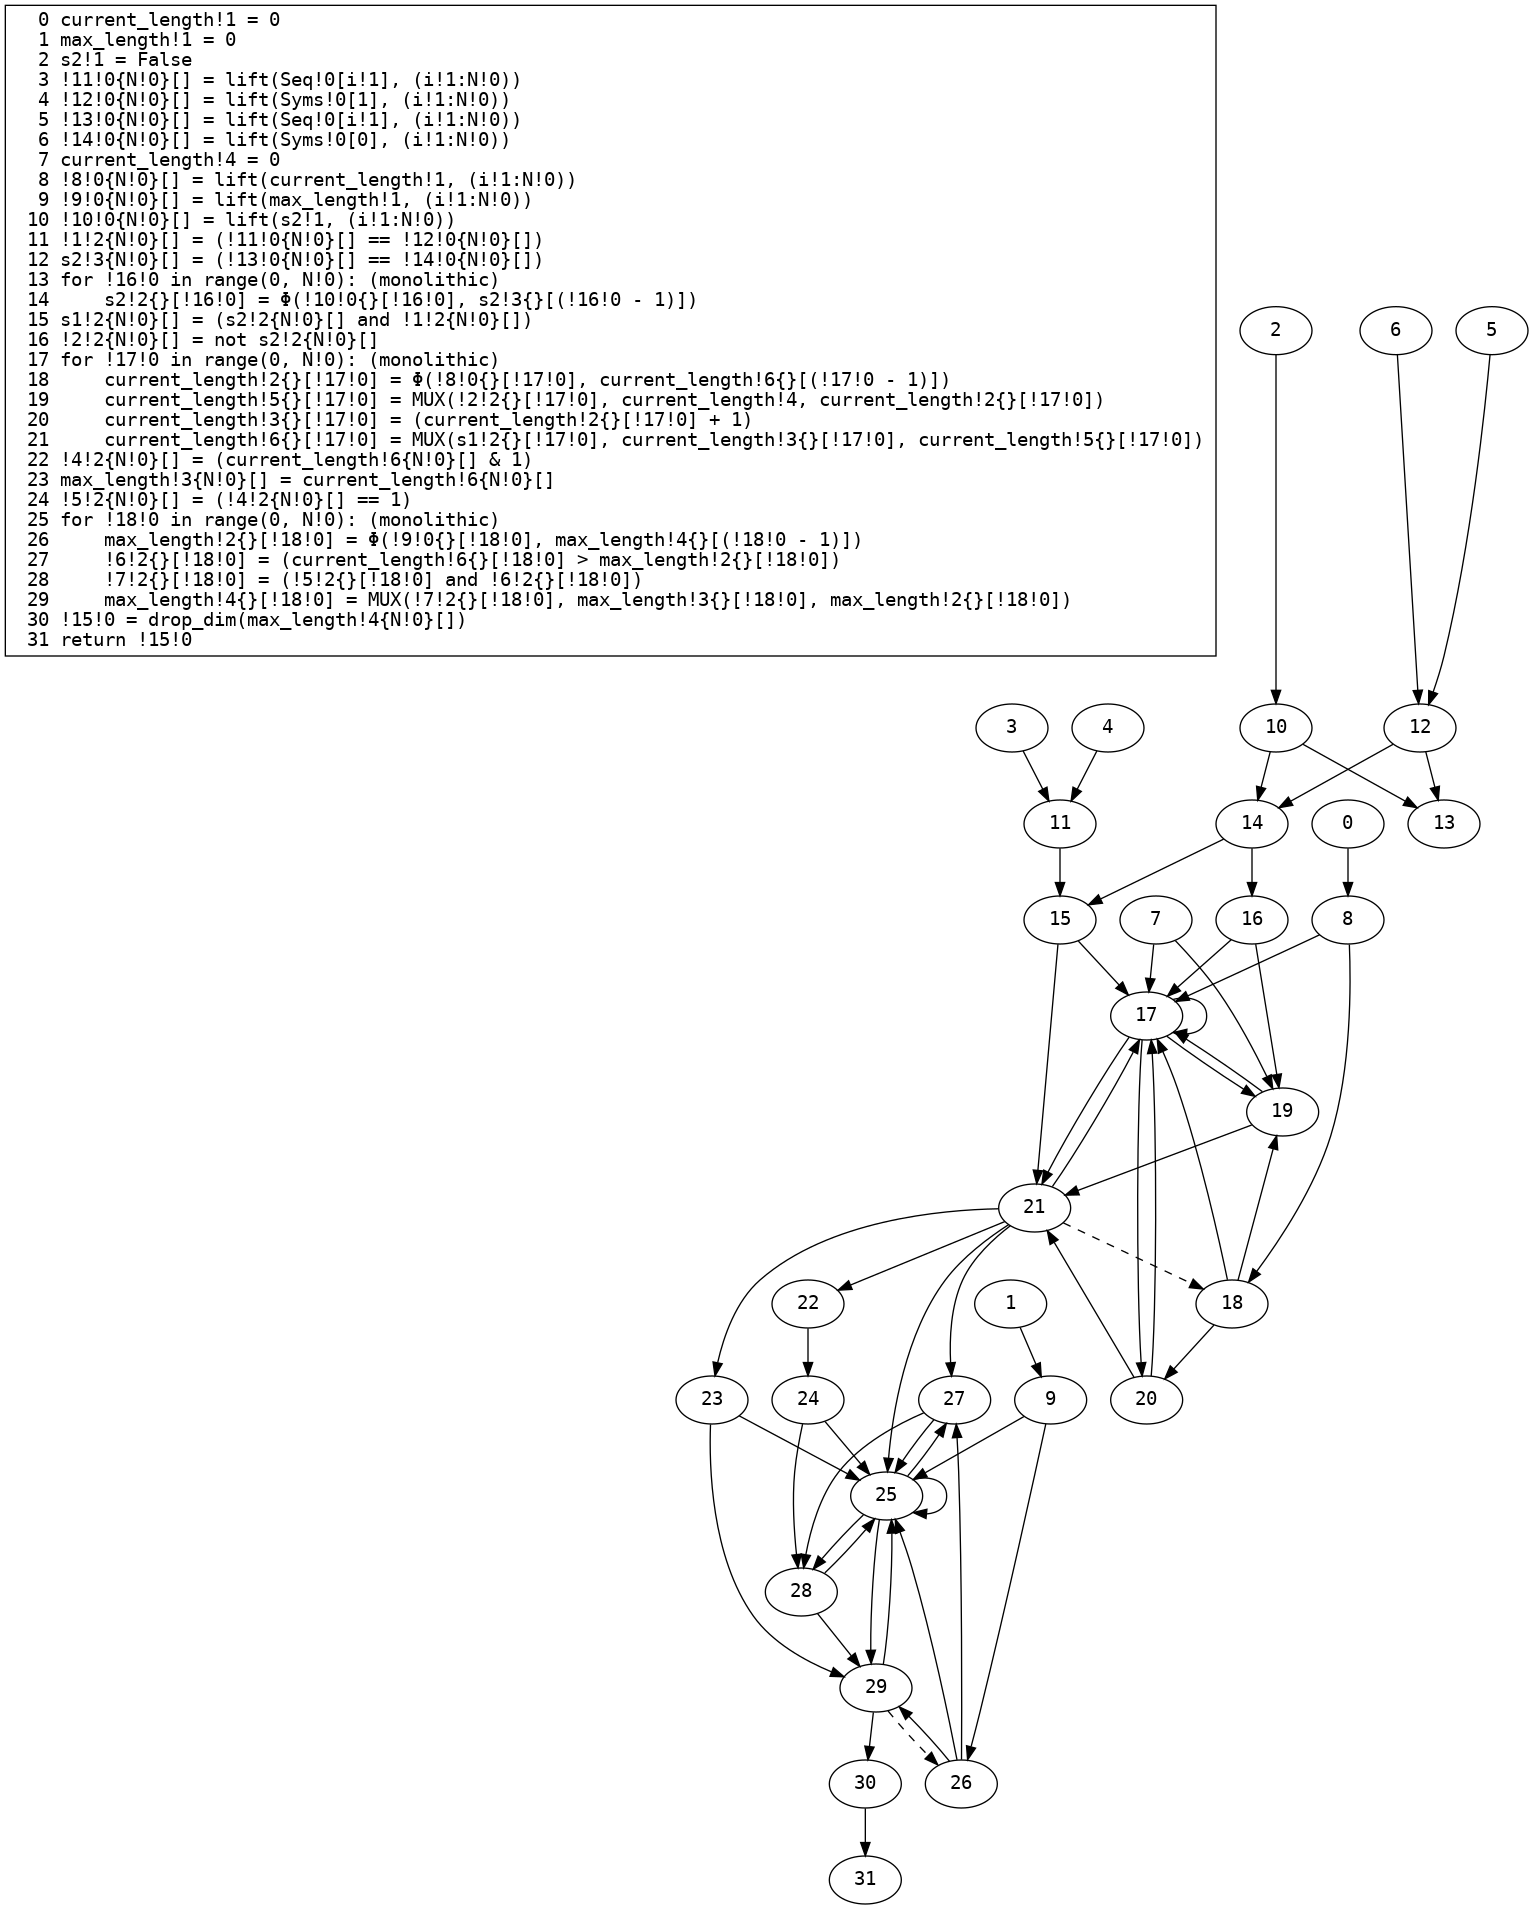 0 current_length!1 = 0
1 max_length!1 = 0
2 s2!1 = False
3 !11!0{N!0}[] = lift(Seq!0[i!1], (i!1:N!0))
4 !12!0{N!0}[] = lift(Syms!0[1], (i!1:N!0))
5 !13!0{N!0}[] = lift(Seq!0[i!1], (i!1:N!0))
6 !14!0{N!0}[] = lift(Syms!0[0], (i!1:N!0))
7 current_length!4 = 0
8 !8!0{N!0}[] = lift(current_length!1, (i!1:N!0))
9 !9!0{N!0}[] = lift(max_length!1, (i!1:N!0))
10 !10!0{N!0}[] = lift(s2!1, (i!1:N!0))
11 !1!2{N!0}[] = (!11!0{N!0}[] == !12!0{N!0}[])
12 s2!3{N!0}[] = (!13!0{N!0}[] == !14!0{N!0}[])
13 for !16!0 in range(0, N!0): (monolithic)
14     s2!2{}[!16!0] = Φ(!10!0{}[!16!0], s2!3{}[(!16!0 - 1)])
15 s1!2{N!0}[] = (s2!2{N!0}[] and !1!2{N!0}[])
16 !2!2{N!0}[] = not s2!2{N!0}[]
17 for !17!0 in range(0, N!0): (monolithic)
18     current_length!2{}[!17!0] = Φ(!8!0{}[!17!0], current_length!6{}[(!17!0 - 1)])
19     current_length!5{}[!17!0] = MUX(!2!2{}[!17!0], current_length!4, current_length!2{}[!17!0])
20     current_length!3{}[!17!0] = (current_length!2{}[!17!0] + 1)
21     current_length!6{}[!17!0] = MUX(s1!2{}[!17!0], current_length!3{}[!17!0], current_length!5{}[!17!0])
22 !4!2{N!0}[] = (current_length!6{N!0}[] & 1)
23 max_length!3{N!0}[] = current_length!6{N!0}[]
24 !5!2{N!0}[] = (!4!2{N!0}[] == 1)
25 for !18!0 in range(0, N!0): (monolithic)
26     max_length!2{}[!18!0] = Φ(!9!0{}[!18!0], max_length!4{}[(!18!0 - 1)])
27     !6!2{}[!18!0] = (current_length!6{}[!18!0] > max_length!2{}[!18!0])
28     !7!2{}[!18!0] = (!5!2{}[!18!0] and !6!2{}[!18!0])
29     max_length!4{}[!18!0] = MUX(!7!2{}[!18!0], max_length!3{}[!18!0], max_length!2{}[!18!0])
30 !15!0 = drop_dim(max_length!4{N!0}[])
31 return !15!0
2 6 5
3 4 10 12
11 14 0 13
15 7 16 8
17
19
21
22 1 18
23 24 27 9 20
25
28
29
30 26
31